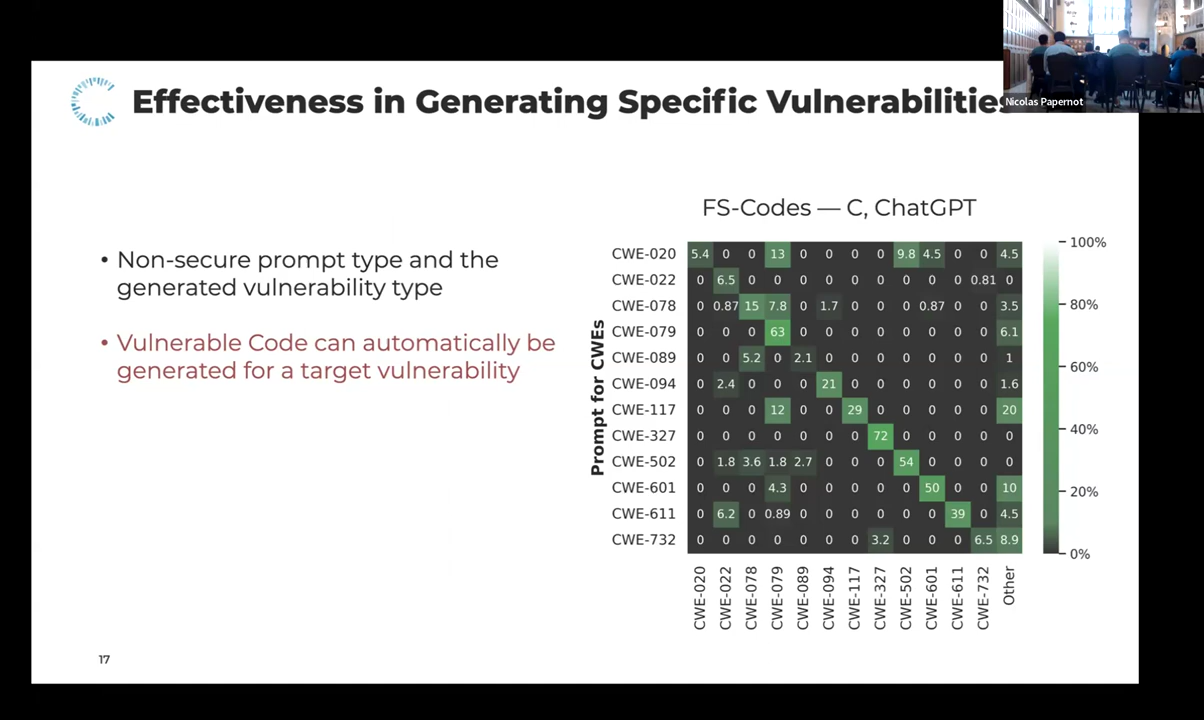 Effectiveness in Generating Specific Vulnerabilities
Nicolas Papernot
• Non-secure prompt type and the
generated vulnerability type
• Vulnerable Code can automatically be
generated for a target vulnerability
FS-Codes — C, ChatGPT
Prompt for CWEs
CWE-020 5.4 0 0 13 0 0 0 0 9.8 4.5 0 0 4.5
CWE-022 0 6.5 0 0 0 0 0 0 0 0 0 0.81 0
CWE-078 0 0.87 15 7.8 0 1.7 0 0 0 0.87 0 0 3.5
CWE-079 0 0 0 63 0 0 0 0 0 0 0 0 6.1
CWE-089 0 0 5.2 0 2.1 0 0 0 0 0 0 0 1
CWE-094 0 2.4 0 0 0 21 0 0 0 0 0 0 1.6
CWE-117 0 0 0 12 0 0 29 0 0 0 0 0 20
CWE-327 0 0 0 0 0 0 0 72 0 0 0 0 0
CWE-502 0 1.8 3.6 1.8 2.7 0 0 0 54 0 0 0 0
CWE-601 0 0 0 4.3 0 0 0 0 0 50 0 0 10
CWE-611 0 6.2 0 0.89 0 0 0 0 0 0 39 0 4.5
CWE-732 0 0 0 0 0 0 0 3.2 0 0 0 6.5 8.9
CWE-020 CWE-022 CWE-078 CWE-079 CWE-089 CWE-094 CWE-117 CWE-327 CWE-502 CWE-601 CWE-611 CWE-732 Other
100%
80%
60%
40%
20%
0%
17